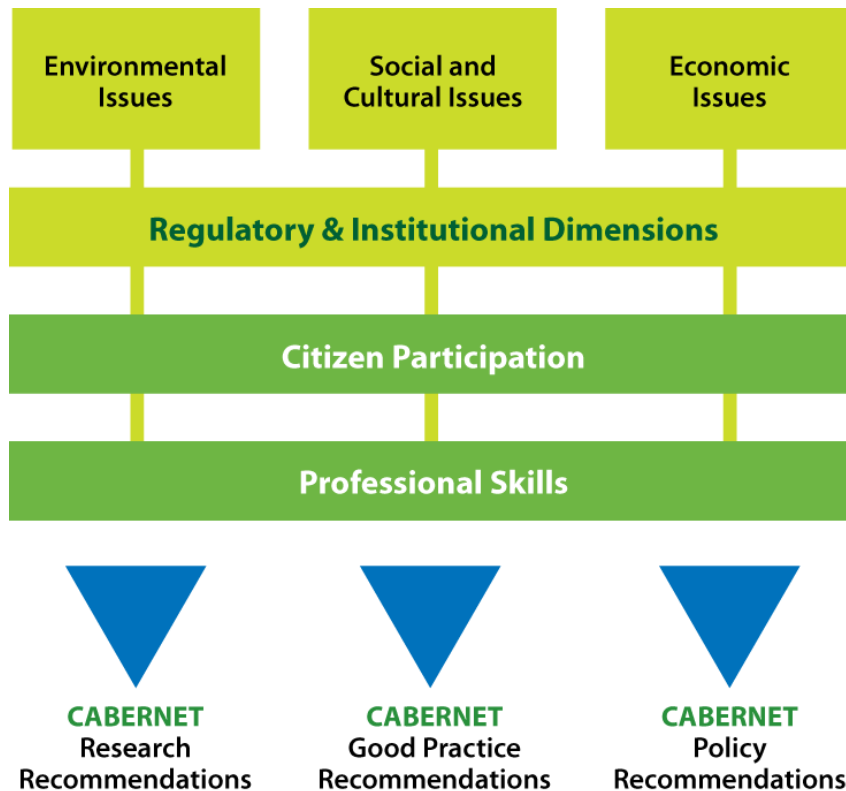 Environmental
Issues
Social and
Cultural Issues
Economic
Issues
Regulatory & Institutional Dimensions
Citizen Participation
Professional Skills
CABERNET
Research
Recommendations
CABERNET
Good Practice
Recommendations
CABERNET
Policy
Recommendations